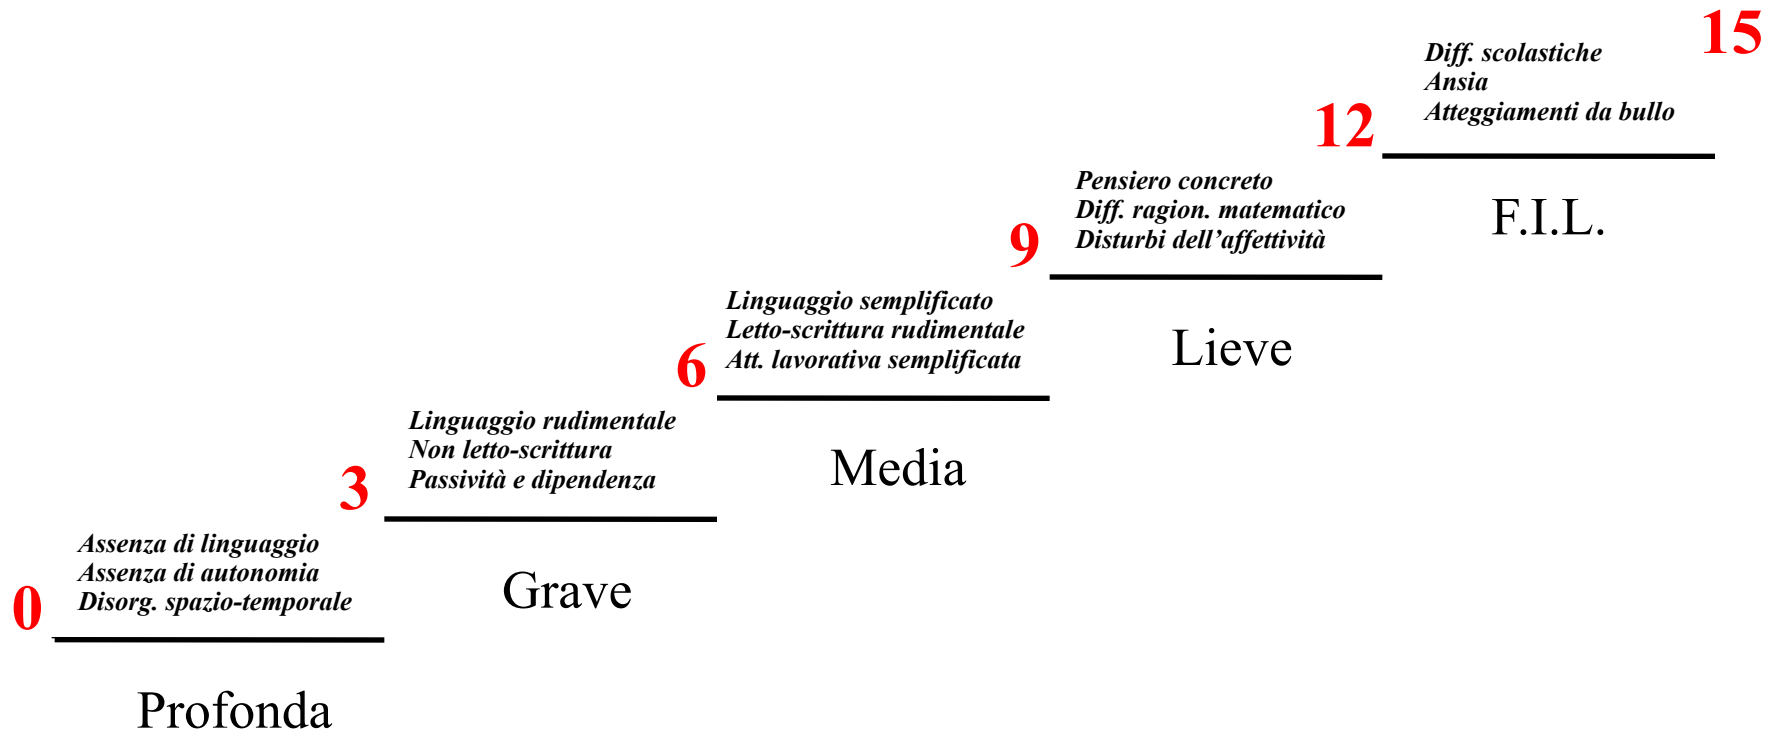 15
Diff. scolastiche
Ansia
Atteggiamenti da bullo
12
F.I.L.
Pensiero concreto
Diff. ragion. matematico
Disturbi dell’affettività
9
Lieve
Linguaggio semplificato
Letto-scrittura rudimentale
Att. lavorativa semplificata
6
Media
Linguaggio rudimentale
Non letto-scrittura
Passività e dipendenza
3
Grave
Assenza di linguaggio
Assenza di autonomia
Disorg. spazio-temporale
0
Profonda